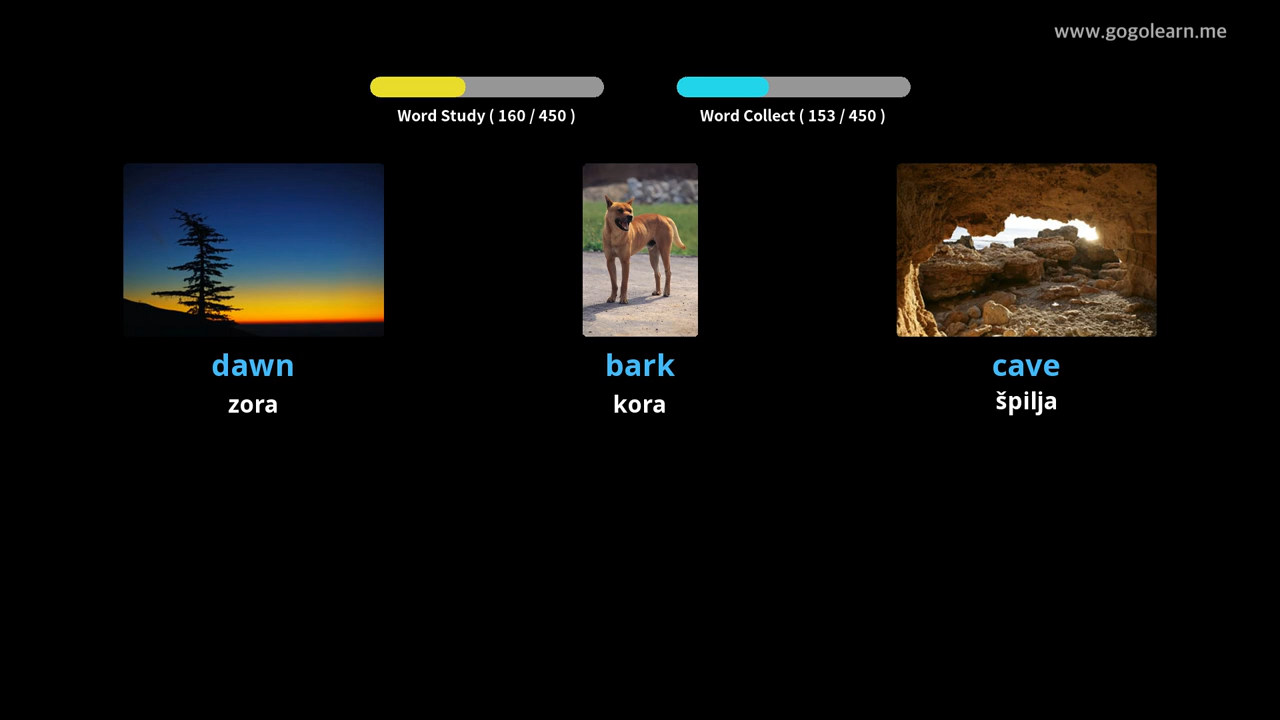 www.gogolearn.me
Word Study ( 160 / 450 )
Word Collect ( 153 / 450 )
dawn
zora
bark
kora
cave
špilja